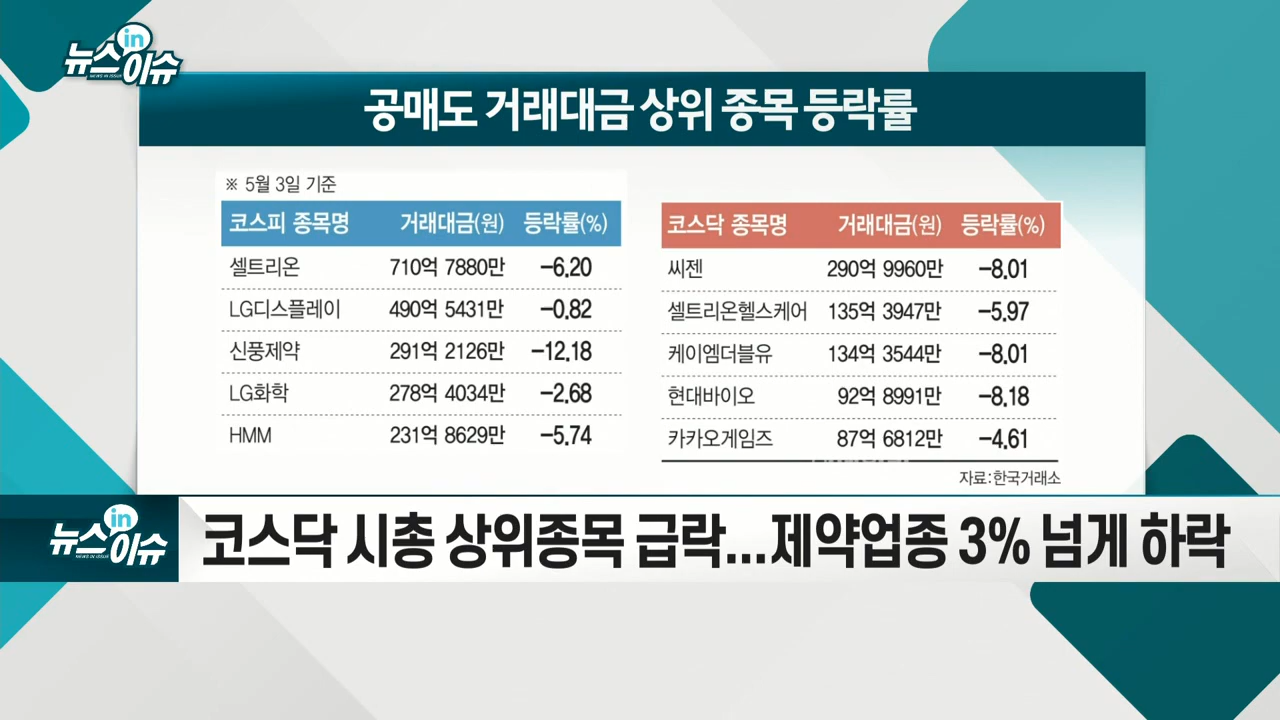 뉴스in이슈
NEWS IN ISSUE
공매도 거래대금 상위 종목 등락률
※ 5월 3일 기준
코스피 종목명 거래대금(원) 등락률(%)
셀트리온 710억 7880만 -6.20
LG디스플레이 490억 5431만 -0.82
신풍제약 291억 2126만 -12.18
LG화학 278억 4034만 -2.68
HMM 231억 8629만 -5.74
코스닥 종목명 거래대금(원) 등락률(%)
씨젠 290억 9960만 -8.01
셀트리온헬스케어 135억 3947만 -5.97
케이엠더블유 134억 3544만 -8.01
현대바이오 92억 8991만 -8.18
카카오게임즈 87억 6812만 -4.61
자료:한국거래소
뉴스in이슈
NEWS IN ISSUE
코스닥 시총 상위종목 급락...제약업종 3% 넘게 하락